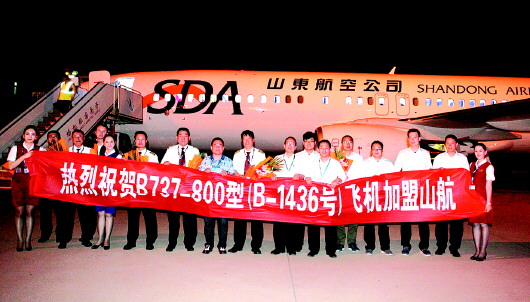 SDA 山東航空公司 SHANDONG AIR
热烈祝贺B737-800型(B-1436号)飞机加盟山航